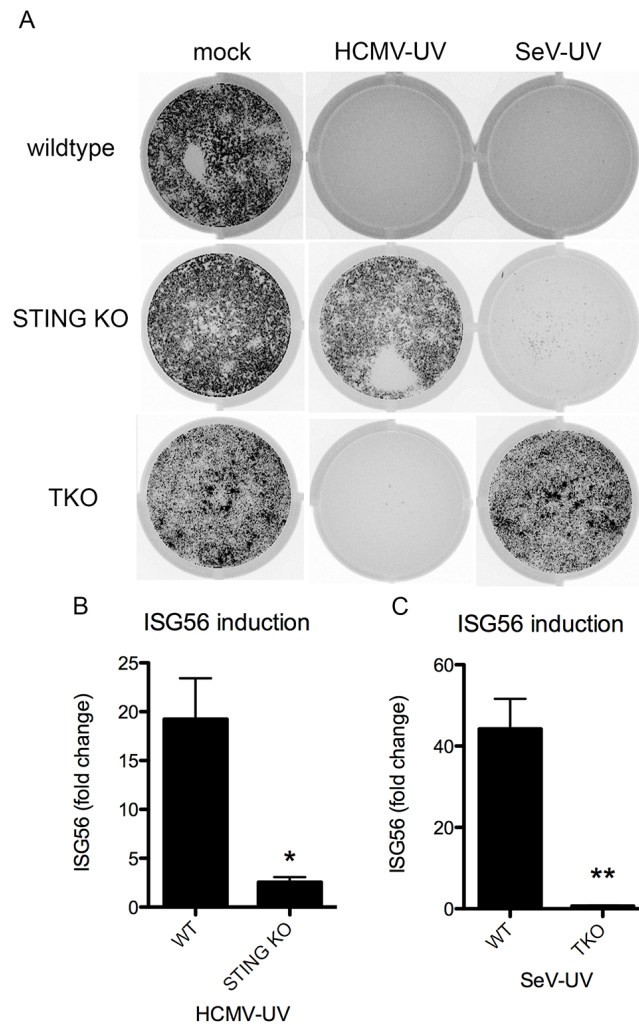 A
mock HCMV-UV SeV-UV
wildtype
STING KO
TKO
B
ISG56 induction
ISG56 (fold change)
25
20
15
10
5
0
*
WT
STING KO
HCMV-UV
C
ISG56 induction
ISG56 (fold change)
60
40
20
0
**
WT
TKO
SeV-UV